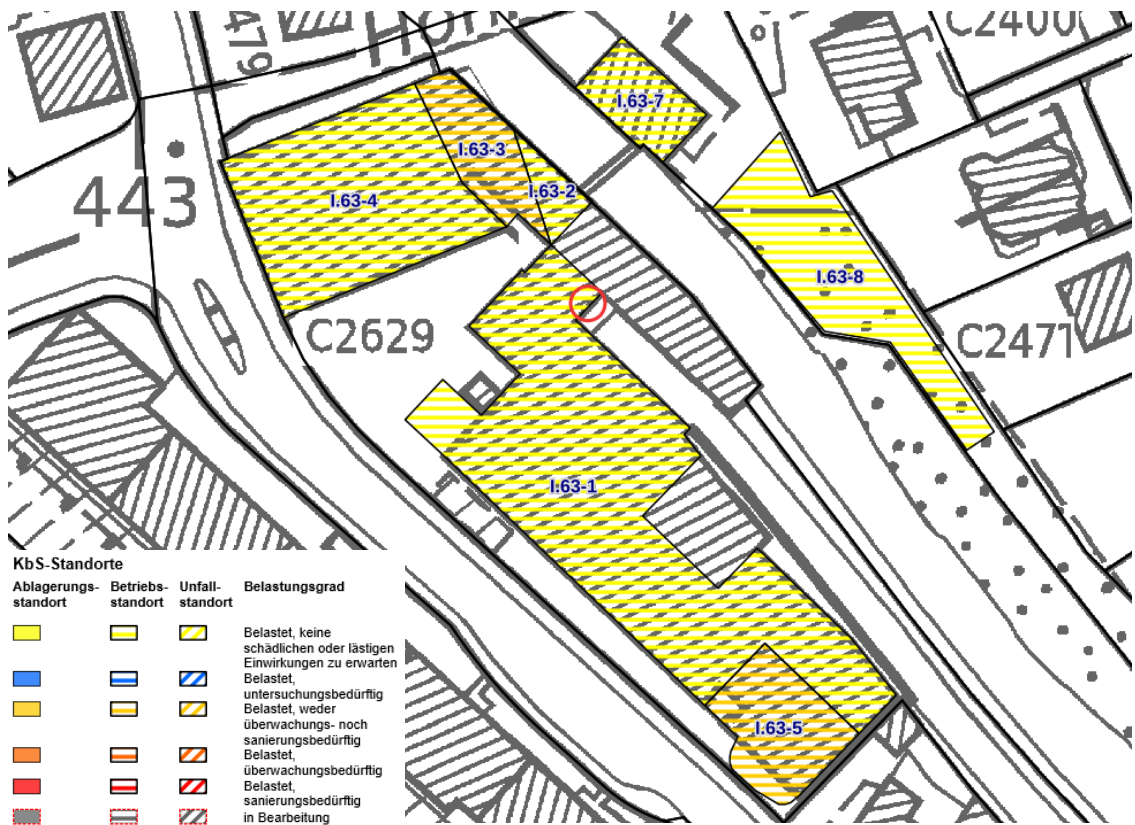 C2400
479
I.63-7
I.63-3
I.63-2
I.63-4
443
I.63-8
C2629
C2471
I.63-1
I.63-5
KbS-Standorte
Ablagerungs-standort Betriebs-standort Unfall-standort Belastungsgrad
Belastet, keine
schädlichen oder lästigen
Einwirkungen zu erwarten
Belastet,
untersuchungsbedürftig
Belastet, weder
überwachungs- noch
sanierungsbedürftig
Belastet,
überwachungsbedürftig
Belastet,
sanierungsbedürftig
in Bearbeitung